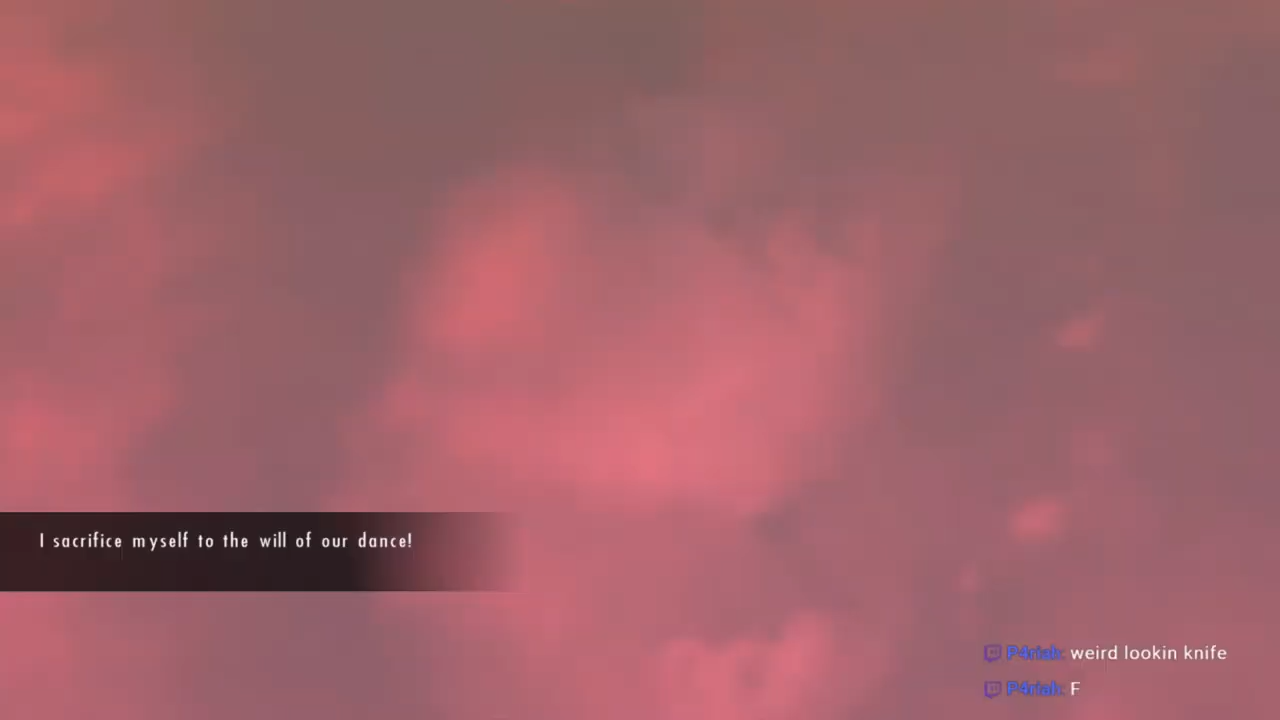 I sacrifice myself to the will of our dance!
P4riah: weird lookin knife
P4riah: F